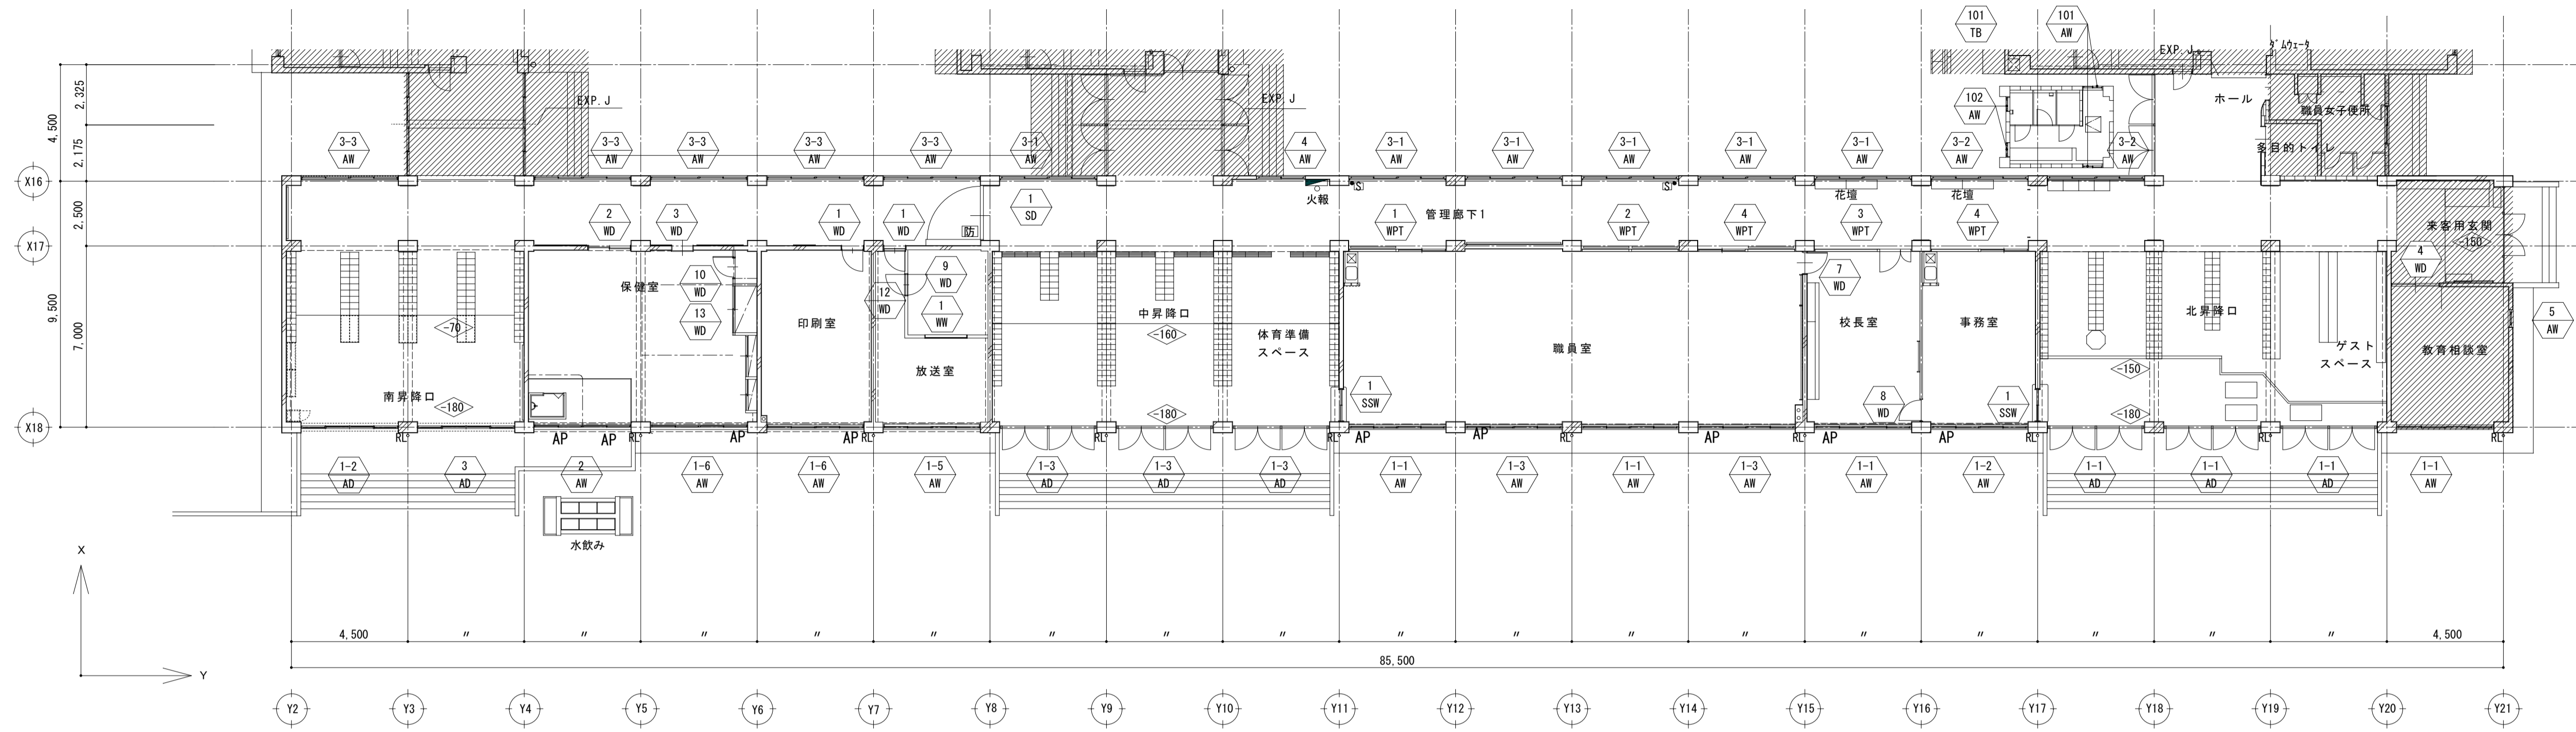 101
TB
101
AW
EXP. J
ﾀﾞﾑｳｪｰﾀ
2,325
4,500
2,175
EXP. J
EXP. J
102
AW
ホール
職員女子便所
多目的トイレ
3-3
AW
3-3
AW
3-3
AW
3-3
AW
3-3
AW
3-1
AW
4
AW
3-1
AW
3-1
AW
3-1
AW
3-1
AW
3-1
AW
3-2
AW
3-2
AW
X16
火報
S
S
花壇
花壇
2,500
2
WD
3
WD
1
WD
1
WD
防
1
SD
管理廊下1
1
WPT
2
WPT
4
WPT
3
WPT
4
WPT
来客用玄関
-150
X17
9,500
7,000
保健室
10
WD
13
WD
12
WD
9
WD
1
WW
7
WD
4
WD
-70
印刷室
中昇降口
-160
体育準備
スペース
職員室
校長室
事務室
北昇降口
ゲスト
スペース
教育相談室
5
AW
放送室
-150
南昇降口
-180
-180
1
SSW
8
WD
1
SSW
-180
X18
RL
AP
AP
RL
AP
AP
RL
RL
RL
AP
AP
RL
AP
RL
AP
AP
RL
RL
RL
1-2
AD
3
AD
2
AW
1-6
AW
1-6
AW
1-5
AW
1-3
AD
1-3
AD
1-3
AD
1-1
AW
1-3
AW
1-1
AW
1-3
AW
1-1
AW
1-2
AW
1-1
AD
1-1
AD
1-1
AD
1-1
AW
水飲み
X
Y
4,500 〃 〃 〃 〃 〃 〃 〃 〃 〃 〃 〃 〃 〃 〃 〃 〃 〃 4,500
85,500
Y2 Y3 Y4 Y5 Y6 Y7 Y8 Y9 Y10 Y11 Y12 Y13 Y14 Y15 Y16 Y17 Y18 Y19 Y20 Y21